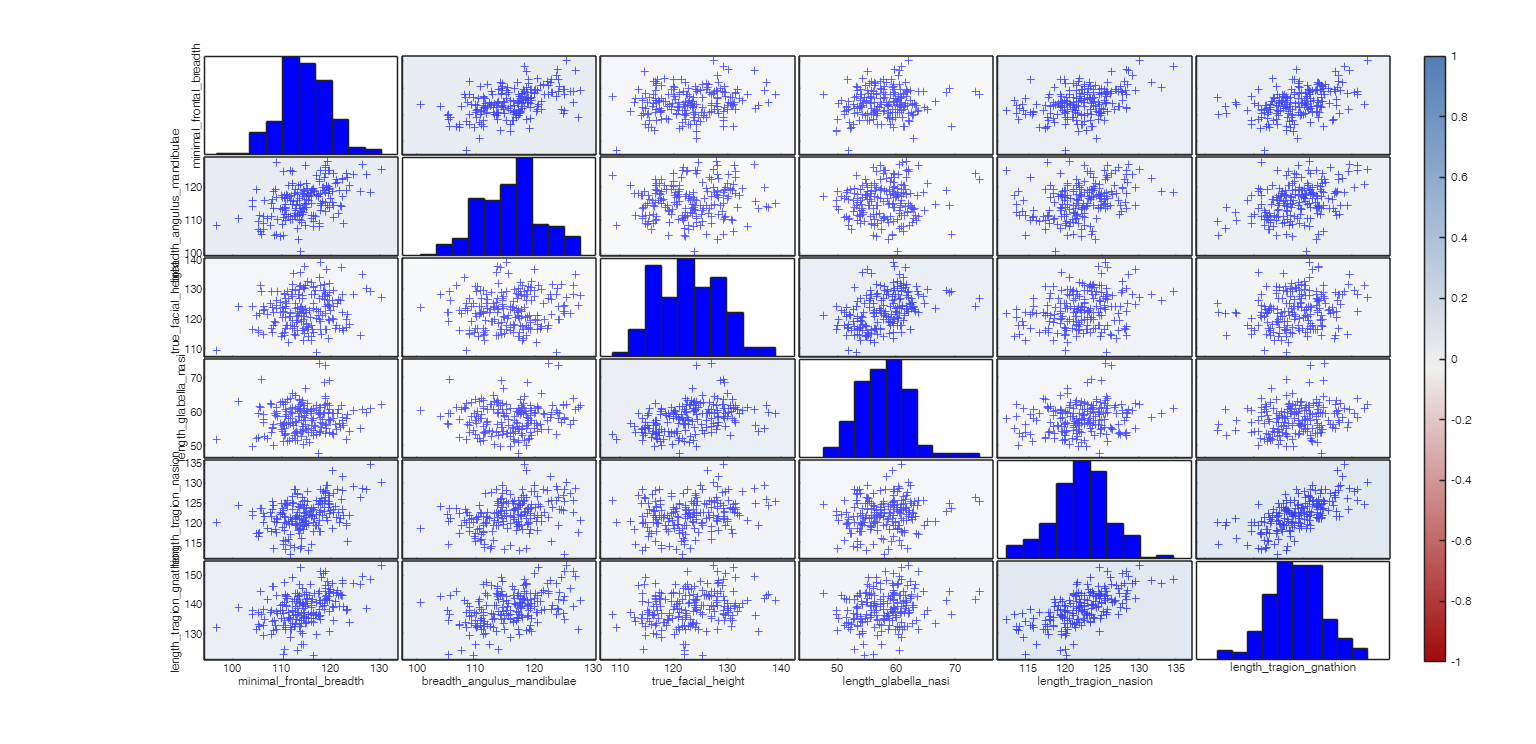 minimal_frontal_breadth
breadth_angulus_mandibulae
120
110
100
true_facial_height
140
130
120
110
length_glabella_nasi
70
60
50
length_tragion_nasion
135
130
125
120
115
length_tragion_gnathion
150
140
130
100 110 120 130
100 110 120 130
110 120 130 140
50 60 70
115 120 125 130 135
minimal_frontal_breadth
breadth_angulus_mandibulae
true_facial_height
length_glabella_nasi
length_tragion_nasion
length_tragion_gnathion
1
0.8
0.6
0.4
0.2
0
-0.2
-0.4
-0.6
-0.8
-1